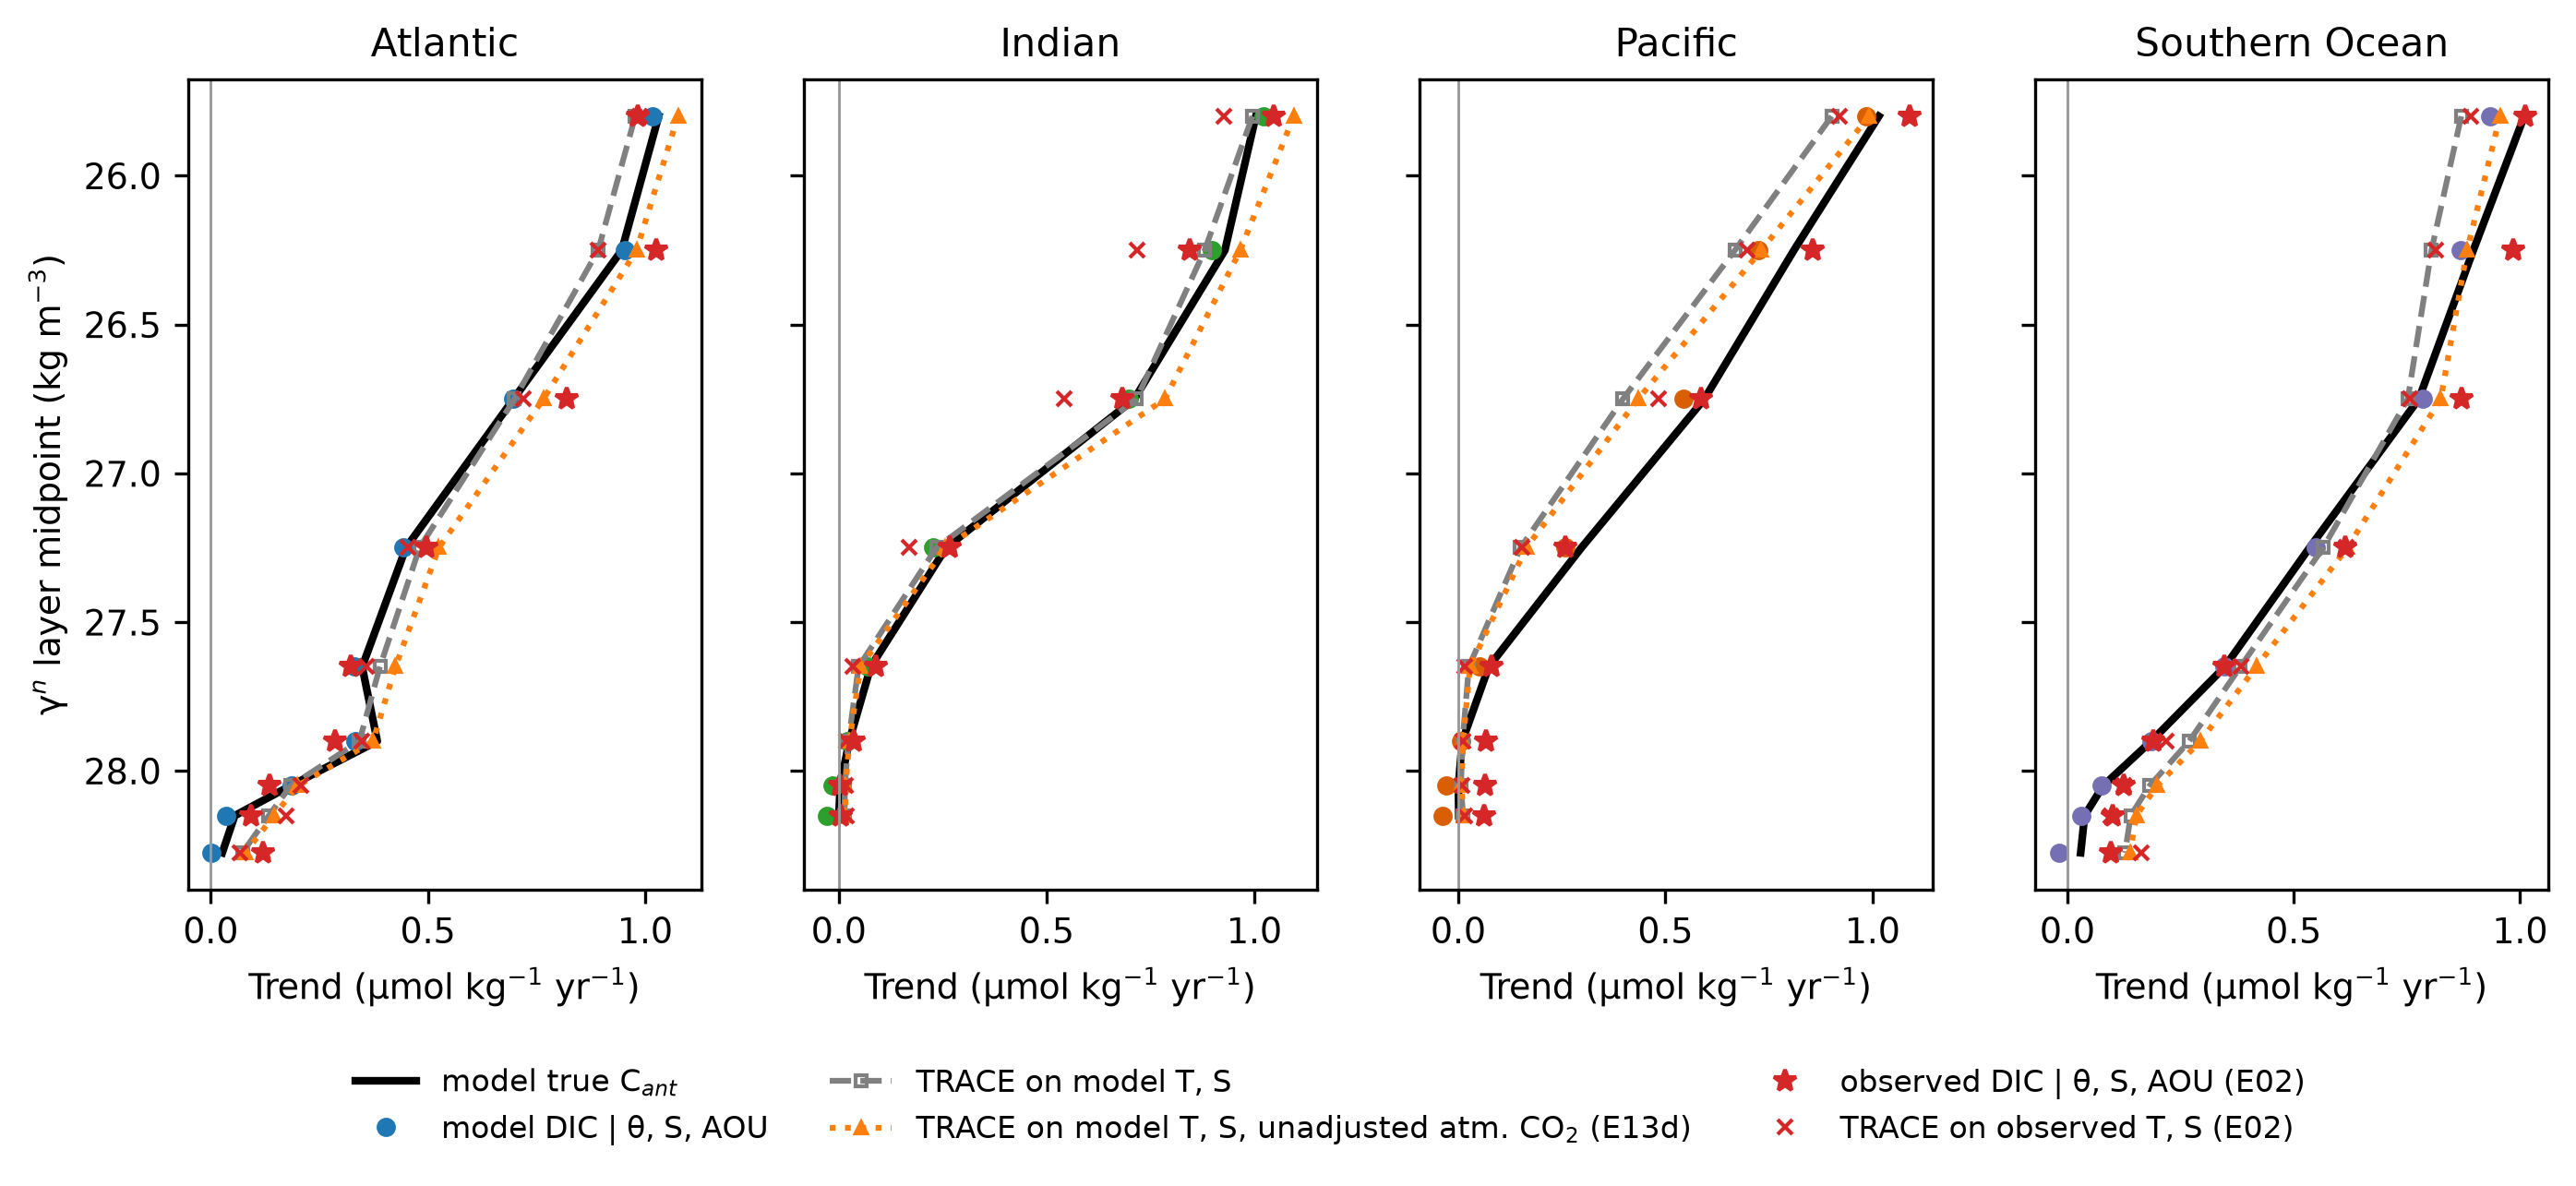 Atlantic
Indian
Pacific
Southern Ocean
γⁿ layer midpoint (kg m⁻³)
26.0
26.5
27.0
27.5
28.0
0.0 0.5 1.0
0.0 0.5 1.0
0.0 0.5 1.0
0.0 0.5 1.0
Trend (μmol kg⁻¹ yr⁻¹)
Trend (μmol kg⁻¹ yr⁻¹)
Trend (μmol kg⁻¹ yr⁻¹)
Trend (μmol kg⁻¹ yr⁻¹)
model true Cₐₙₜ
model DIC | θ, S, AOU
TRACE on model T, S
TRACE on model T, S, unadjusted atm. CO₂ (E13d)
observed DIC | θ, S, AOU (E02)
TRACE on observed T, S (E02)